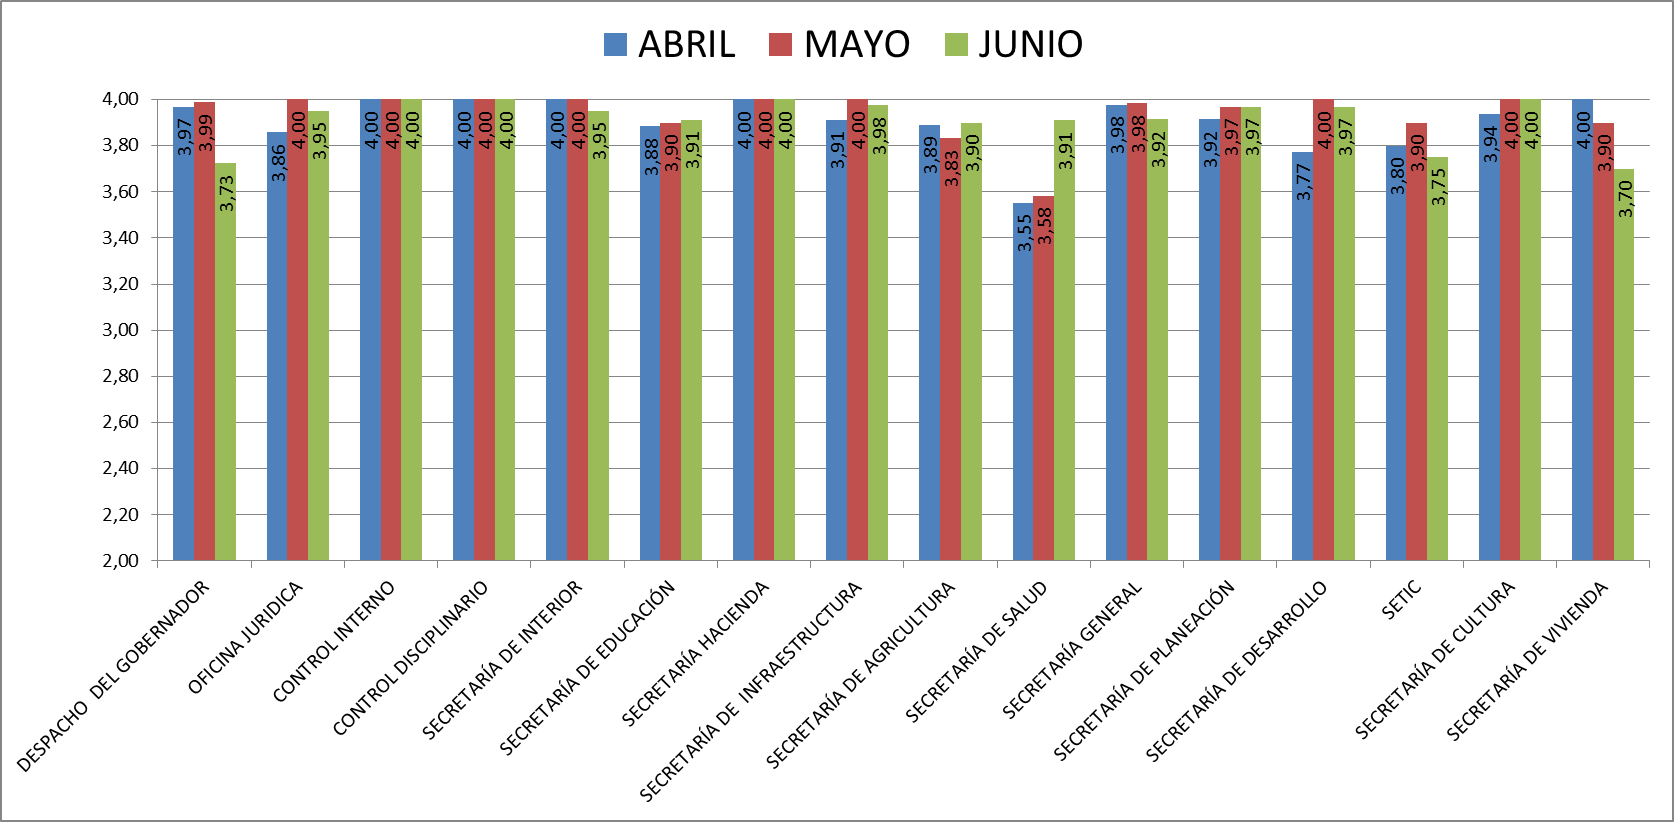 ABRIL MAYO JUNIO
4,00
3,80
3,60
3,40
3,20
3,00
2,80
2,60
2,40
2,20
2,00
3,97 3,99 3,73
3,86 4,00 3,95
4,00 4,00 4,00
4,00 4,00 4,00
4,00 4,00 3,95
3,88 3,90 3,91
4,00 4,00 4,00
3,91 4,00 3,98
3,89 3,83 3,90
3,55 3,58 3,91
3,98 3,98 3,92
3,92 3,97 3,97
3,77 4,00 3,97
3,80 3,90 3,75
3,94 4,00 4,00
4,00 3,90 3,70
DESPACHO DEL GOBERNADOR
OFICINA JURIDICA
CONTROL INTERNO
CONTROL DISCIPLINARIO
SECRETARÍA DE INTERIOR
SECRETARÍA DE EDUCACIÓN
SECRETARÍA HACIENDA
SECRETARÍA DE INFRAESTRUCTURA
SECRETARÍA DE AGRICULTURA
SECRETARÍA DE SALUD
SECRETARÍA GENERAL
SECRETARÍA DE PLANEACIÓN
SECRETARÍA DE DESARROLLO
SETIC
SECRETARÍA DE CULTURA
SECRETARÍA DE VIVIENDA